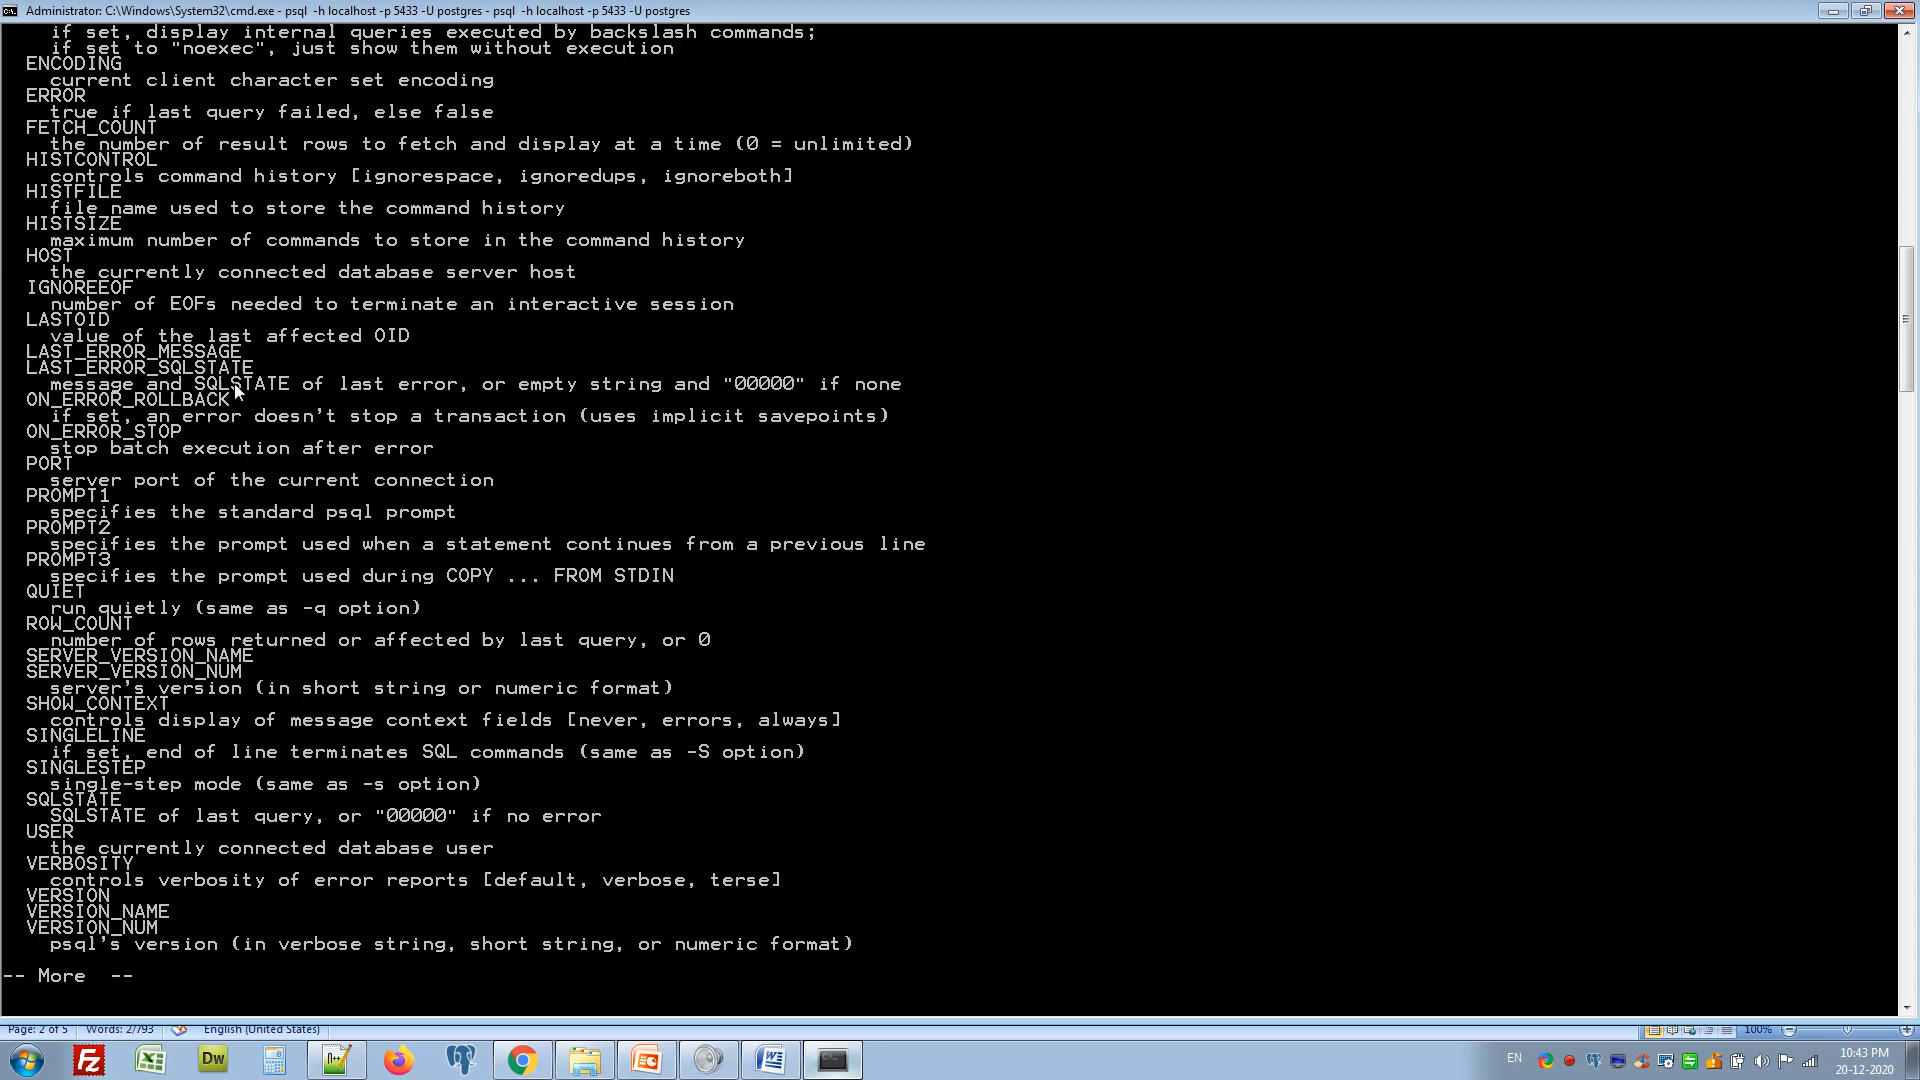 Administrator: C:\Windows\System32\cmd.exe - psql  -h localhost -p 5433 -U postgres - psql  -h localhost -p 5433 -U postgres
if set, display internal queries executed by backslash commands;
if set to "noexec", just show them without execution
ENCODING
current client character set encoding
ERROR
true if last query failed, else false
FETCH_COUNT
the number of result rows to fetch and display at a time (0 = unlimited)
HISTCONTROL
controls command history [ignorespace, ignoredups, ignoreboth]
HISTFILE
file name used to store the command history
HISTSIZE
maximum number of commands to store in the command history
HOST
the currently connected database server host
IGNOREEOF
number of EOFs needed to terminate an interactive session
LASTOID
value of the last affected OID
LAST_ERROR_MESSAGE
LAST_ERROR_SQLSTATE
message and SQLSTATE of last error, or empty string and "00000" if none
ON_ERROR_ROLLBACK
if set, an error doesn't stop a transaction (uses implicit savepoints)
ON_ERROR_STOP
stop batch execution after error
PORT
server port of the current connection
PROMPT1
specifies the standard psql prompt
PROMPT2
specifies the prompt used when a statement continues from a previous line
PROMPT3
specifies the prompt used during COPY ... FROM STDIN
QUIET
run quietly (same as -q option)
ROW_COUNT
number of rows returned or affected by last query, or 0
SERVER_VERSION_NAME
SERVER_VERSION_NUM
server's version (in short string or numeric format)
SHOW_CONTEXT
controls display of message context fields [never, errors, always]
SINGLELINE
if set, end of line terminates SQL commands (same as -S option)
SINGLESTEP
single-step mode (same as -s option)
SQLSTATE
SQLSTATE of last query, or "00000" if no error
USER
the currently connected database user
VERBOSITY
controls verbosity of error reports [default, verbose, terse]
VERSION
VERSION_NAME
VERSION_NUM
psql's version (in verbose string, short string, or numeric format)
-- More  --
Page: 2 of 5 Words: 2/793 English (United States) 100%
Fz Dw EN 10:43 PM
20-12-2020